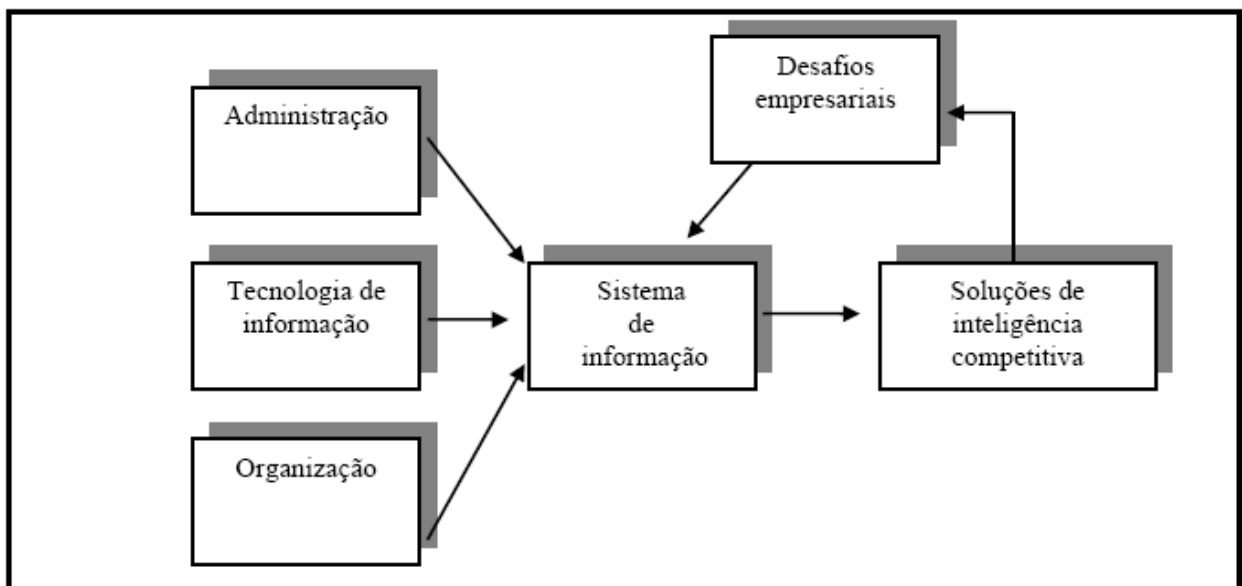 Desafios
empresariais
Administração
Tecnologia de
informação
Sistema
de
informação
Soluções de
inteligência
competitiva
Organização